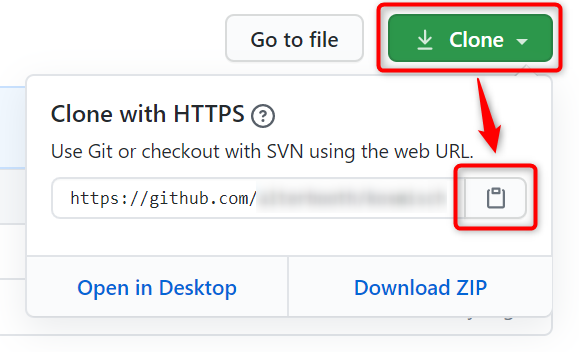 Go to file
Clone
Clone with HTTPS ?
Use Git or checkout with SVN using the web URL.
https://github.com/
Open in Desktop
Download ZIP